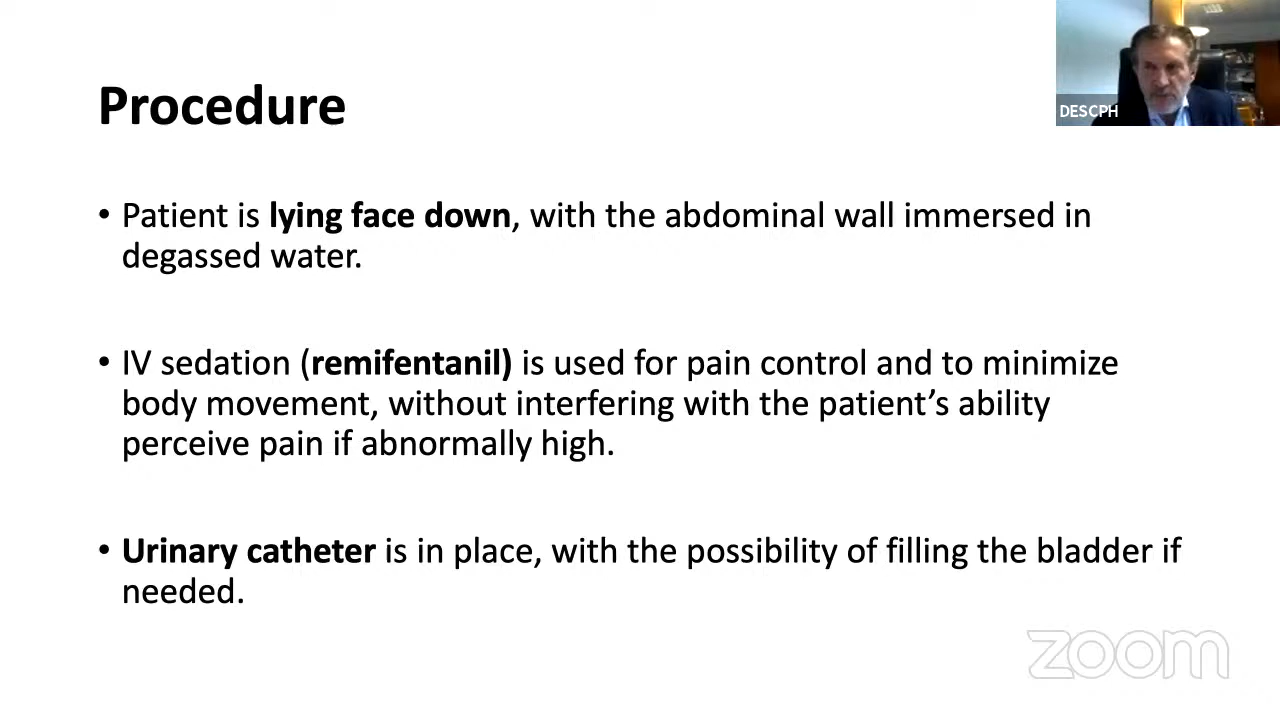 Procedure
DESCPH
• Patient is lying face down, with the abdominal wall immersed in
degassed water.
• IV sedation (remifentanil) is used for pain control and to minimize
body movement, without interfering with the patient’s ability
perceive pain if abnormally high.
• Urinary catheter is in place, with the possibility of filling the bladder if
needed.
zoom